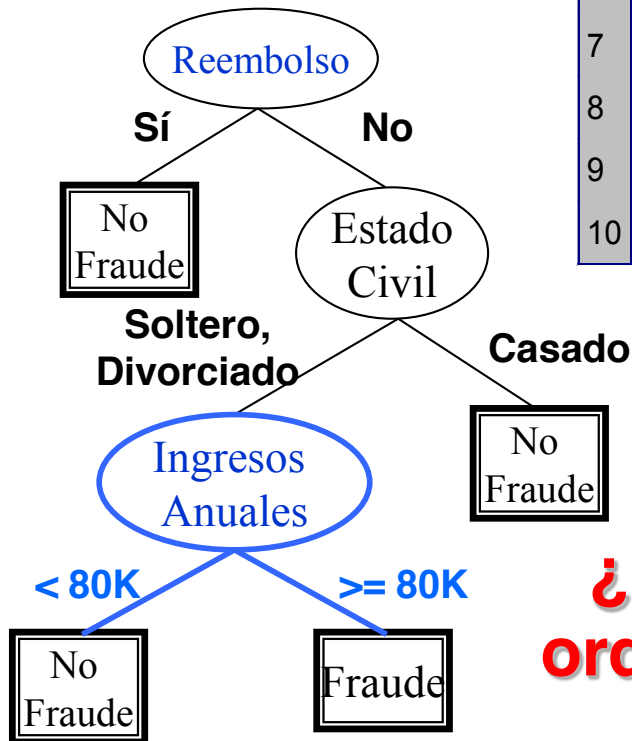 Reembolso
7
Sí
No
8
9
No
Fraude
Estado
Civil
10
Soltero,
Divorciado
Casado
Ingresos
Anuales
No
Fraude
< 80K
>= 80K
¿
No
Fraude
Fraude